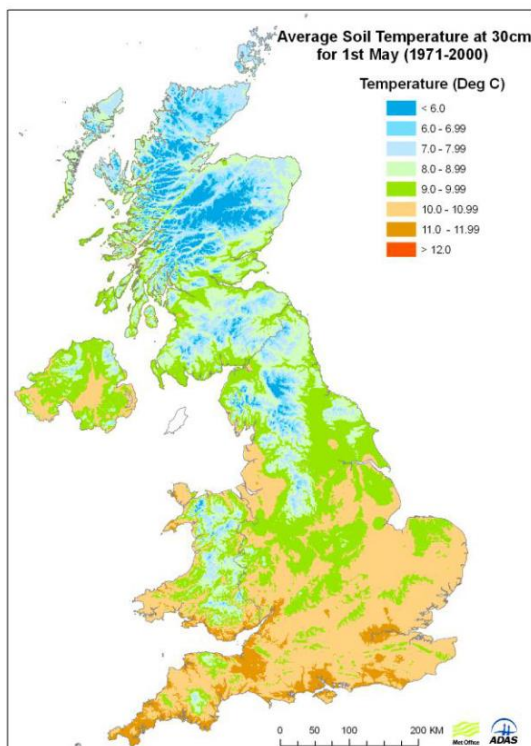 Average Soil Temperature at 30cm
for 1st May (1971-2000)
Temperature (Deg C)
< 6.0
6.0 - 6.99
7.0 - 7.99
8.0 - 8.99
9.0 - 9.99
10.0 - 10.99
11.0 - 11.99
> 12.0
0 50 100 200 KM
Met Office
ADAS